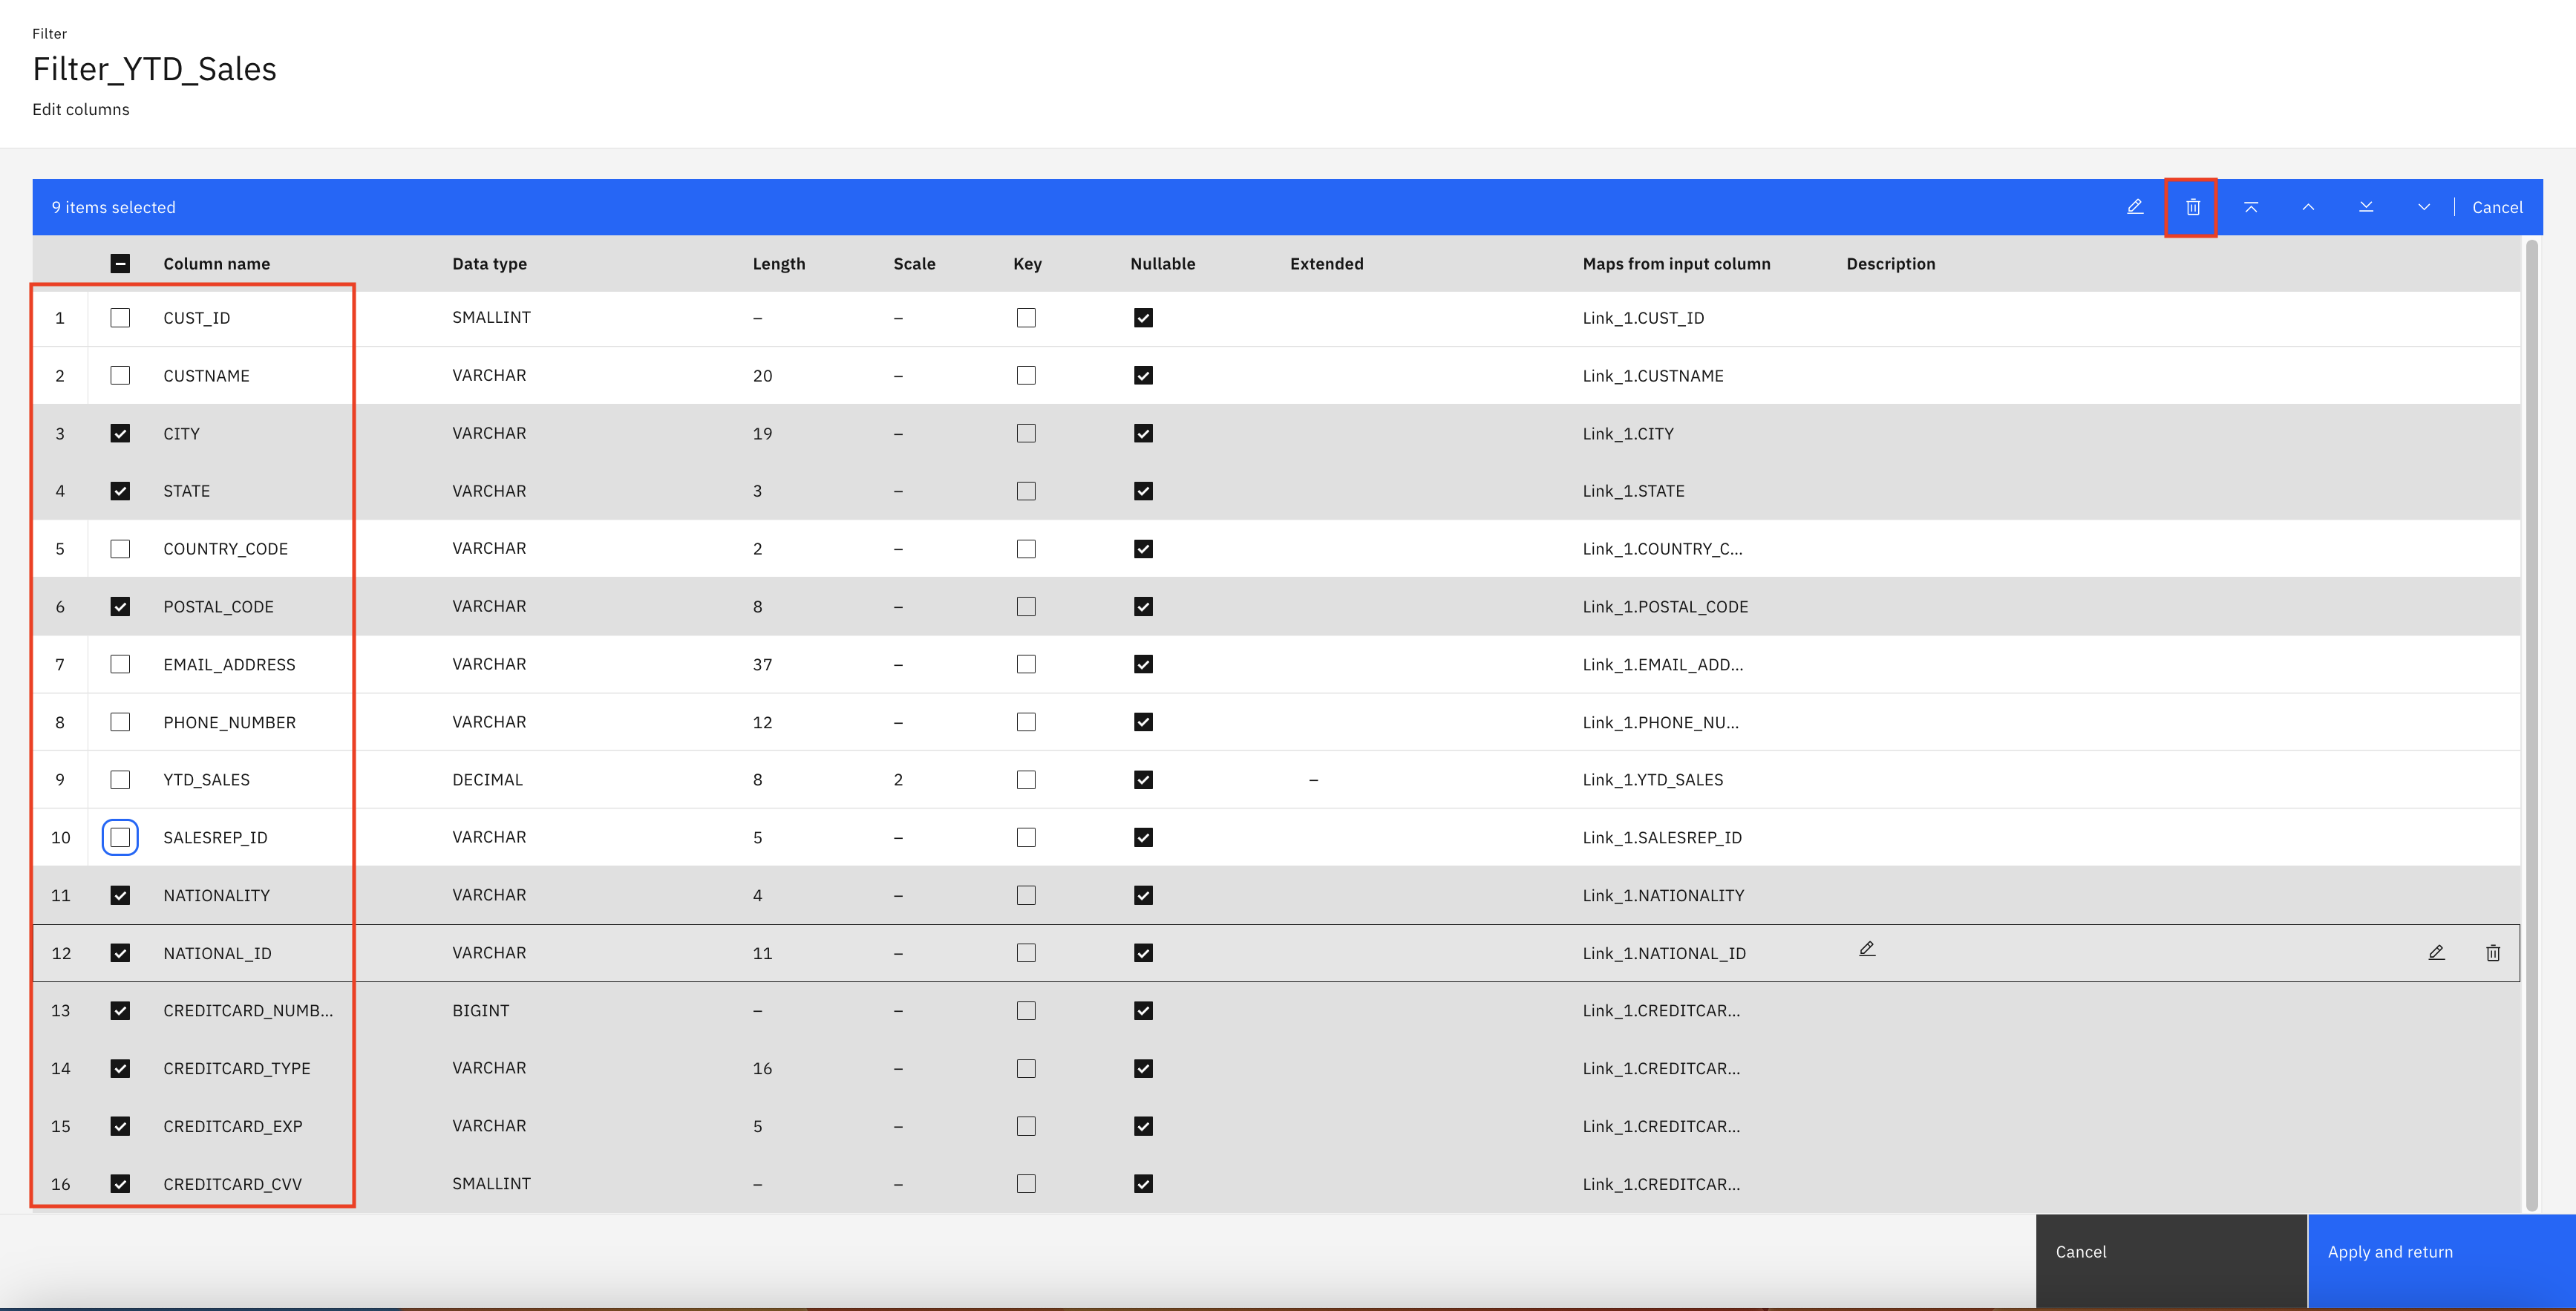 Filter
Filter_YTD_Sales
Edit columns
9 items selected Cancel
Column name Data type Length Scale Key Nullable Extended Maps from input column Description
1 CUST_ID SMALLINT – – Link_1.CUST_ID
2 CUSTNAME VARCHAR 20 – Link_1.CUSTNAME
3 CITY VARCHAR 19 – Link_1.CITY
4 STATE VARCHAR 3 – Link_1.STATE
5 COUNTRY_CODE VARCHAR 2 – Link_1.COUNTRY_C...
6 POSTAL_CODE VARCHAR 8 – Link_1.POSTAL_CODE
7 EMAIL_ADDRESS VARCHAR 37 – Link_1.EMAIL_ADD...
8 PHONE_NUMBER VARCHAR 12 – Link_1.PHONE_NU...
9 YTD_SALES DECIMAL 8 2 – Link_1.YTD_SALES
10 SALESREP_ID VARCHAR 5 – Link_1.SALESREP_ID
11 NATIONALITY VARCHAR 4 – Link_1.NATIONALITY
12 NATIONAL_ID VARCHAR 11 – Link_1.NATIONAL_ID
13 CREDITCARD_NUMB... BIGINT – – Link_1.CREDITCAR...
14 CREDITCARD_TYPE VARCHAR 16 – Link_1.CREDITCAR...
15 CREDITCARD_EXP VARCHAR 5 – Link_1.CREDITCAR...
16 CREDITCARD_CVV SMALLINT – – Link_1.CREDITCAR...
Cancel Apply and return